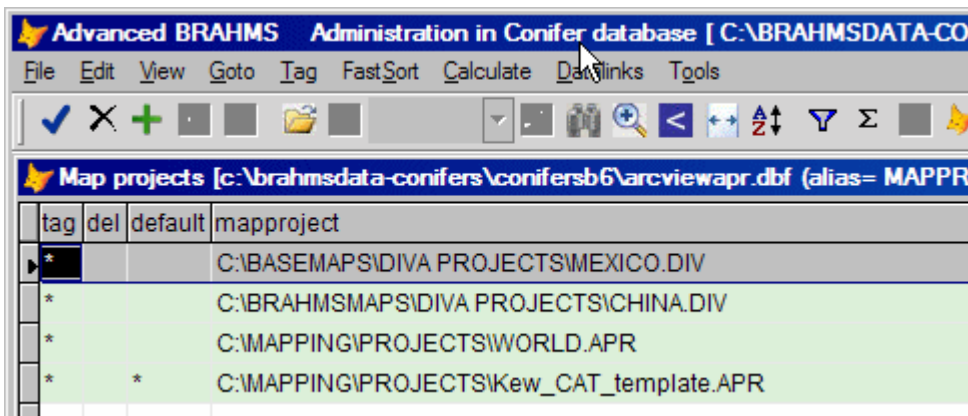 Advanced BRAHMS Administration in Conifer database [ C:\BRAHMSDATA-CO
File Edit View Goto Tag FastSort Calculate Datalinks Tools
Map projects [c:\brahmsdata-conifers\conifersb6\arcviewapr.dbf (alias= MAPPR
tag del default mapproject
* C:\BASEMAPS\DIVA PROJECTS\MEXICO.DIV
* C:\BRAHMSMAPS\DIVA PROJECTS\CHINA.DIV
* C:\MAPPING\PROJECTS\WORLD.APR
* * C:\MAPPING\PROJECTS\Kew_CAT_template.APR